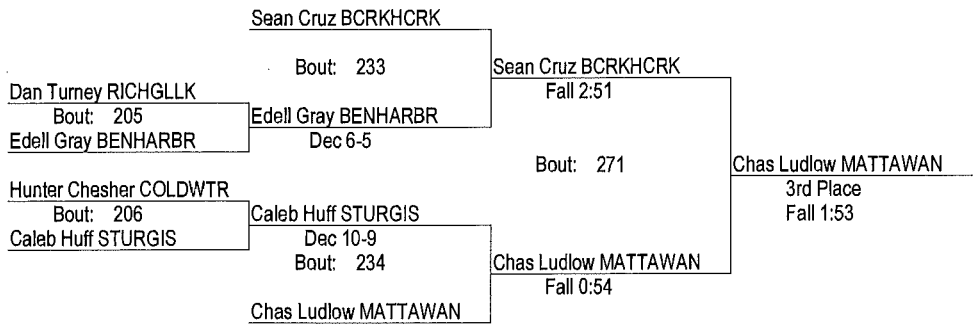 Sean Cruz BCRKHCRK
Bout: 233
Sean Cruz BCRKHCRK
Fall 2:51
Dan Turney RICHGLLK
Bout: 205
Edell Gray BENHARBR
Edell Gray BENHARBR
Dec 6-5
Bout: 271
Chas Ludlow MATTAWAN
3rd Place
Fall 1:53
Hunter Chesher COLDWTR
Bout: 206
Caleb Huff STURGIS
Caleb Huff STURGIS
Dec 10-9
Bout: 234
Chas Ludlow MATTAWAN
Fall 0:54
Chas Ludlow MATTAWAN